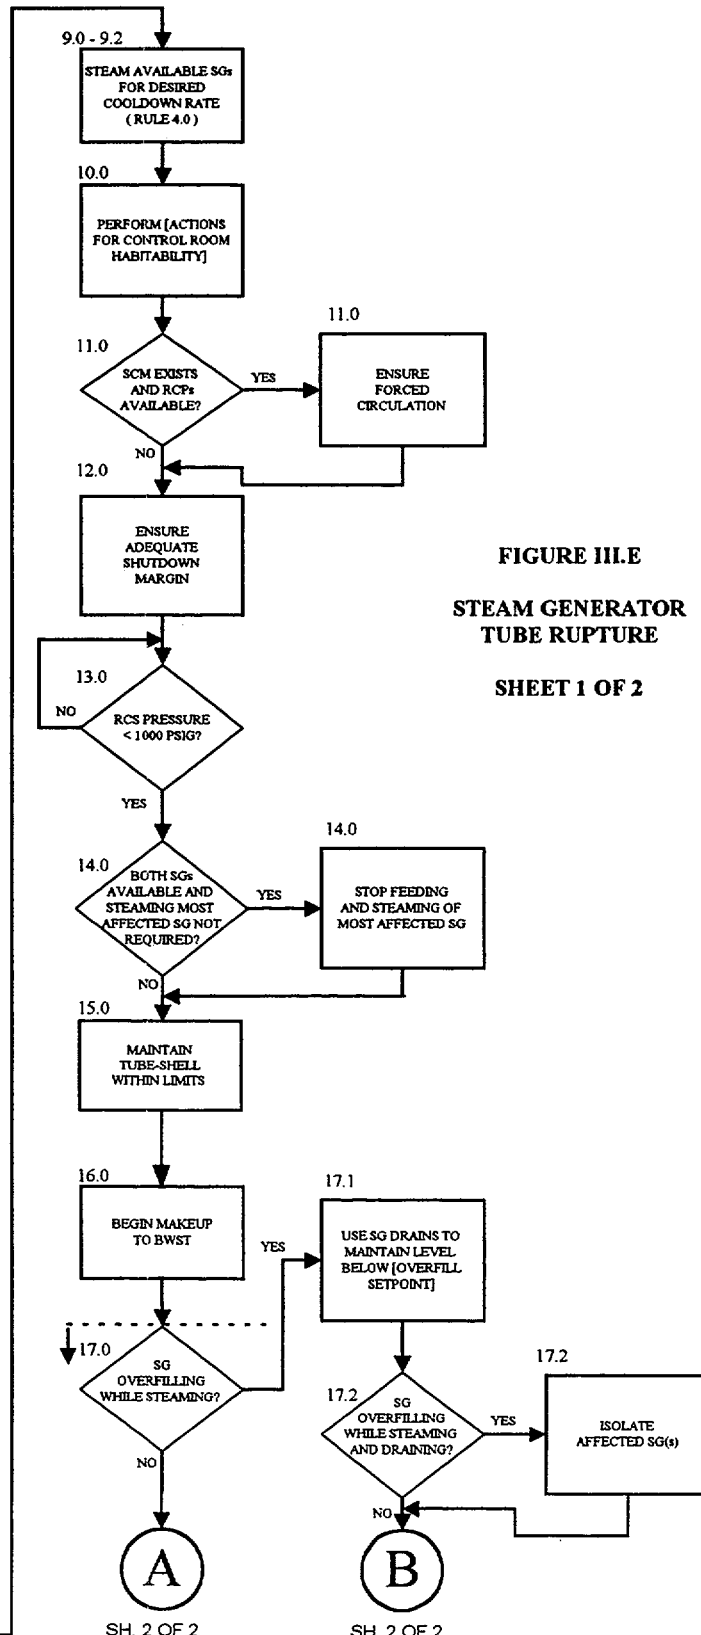 9.0 - 9.2
STEAM AVAILABLE SGs
FOR DESIRED
COOLDOWN RATE
( RULE 4.0 )
10.0
PERFORM [ACTIONS
FOR CONTROL ROOM
HABITABILITY]
11.0
SCM EXISTS
AND RCPs
AVAILABLE?
YES
11.0
ENSURE
FORCED
CIRCULATION
NO
12.0
ENSURE
ADEQUATE
SHUTDOWN
MARGIN
FIGURE III.E
STEAM GENERATOR
TUBE RUPTURE
SHEET 1 OF 2
13.0
NO
RCS PRESSURE
< 1000 PSIG?
YES
14.0
BOTH SGs
AVAILABLE AND
STEAMING MOST
AFFECTED SG NOT
REQUIRED?
YES
14.0
STOP FEEDING
AND STEAMING OF
MOST AFFECTED SG
NO
15.0
MAINTAIN
TUBE-SHELL
WITHIN LIMITS
16.0
BEGIN MAKEUP
TO BWST
17.0
SG
OVERFILLING
WHILE STEAMING?
YES
17.1
USE SG DRAINS TO
MAINTAIN LEVEL
BELOW [OVERFILL
SETPOINT]
17.2
SG
OVERFILLING
WHILE STEAMING
AND DRAINING?
YES
17.2
ISOLATE
AFFECTED SG(s)
NO
NO
A
SH. 2 OF 2
B
SH. 2 OF 2